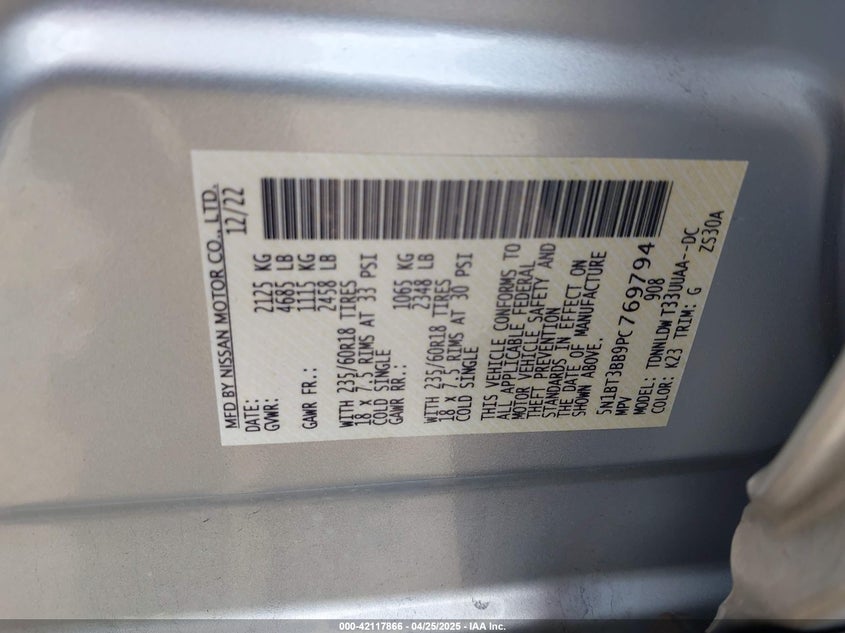 MFD BY NISSAN MOTOR CO., LTD.
DATE: 12/22
GVWR: 2125 KG
4685 LB
GAWR FR.: 1115 KG
2458 LB
WITH 235/60R18 TIRES
18 X 7.5 RIMS AT 33 PSI
COLD SINGLE
GAWR RR.: 1065 KG
2348 LB
WITH 235/60R18 TIRES
18 X 7.5 RIMS AT 30 PSI
COLD SINGLE
THIS VEHICLE CONFORMS TO
ALL APPLICABLE FEDERAL
MOTOR VEHICLE SAFETY AND
THEFT PREVENTION
STANDARDS IN EFFECT ON
THE DATE OF MANUFACTURE
SHOWN ABOVE.
5N1BT3BB9PC769794
MPV 908
MODEL: TDNNLDW T33UUAA--DC
COLOR: K23 TRIM: G ZS30A
000-42117866 - 04/25/2025 - IAA Inc.